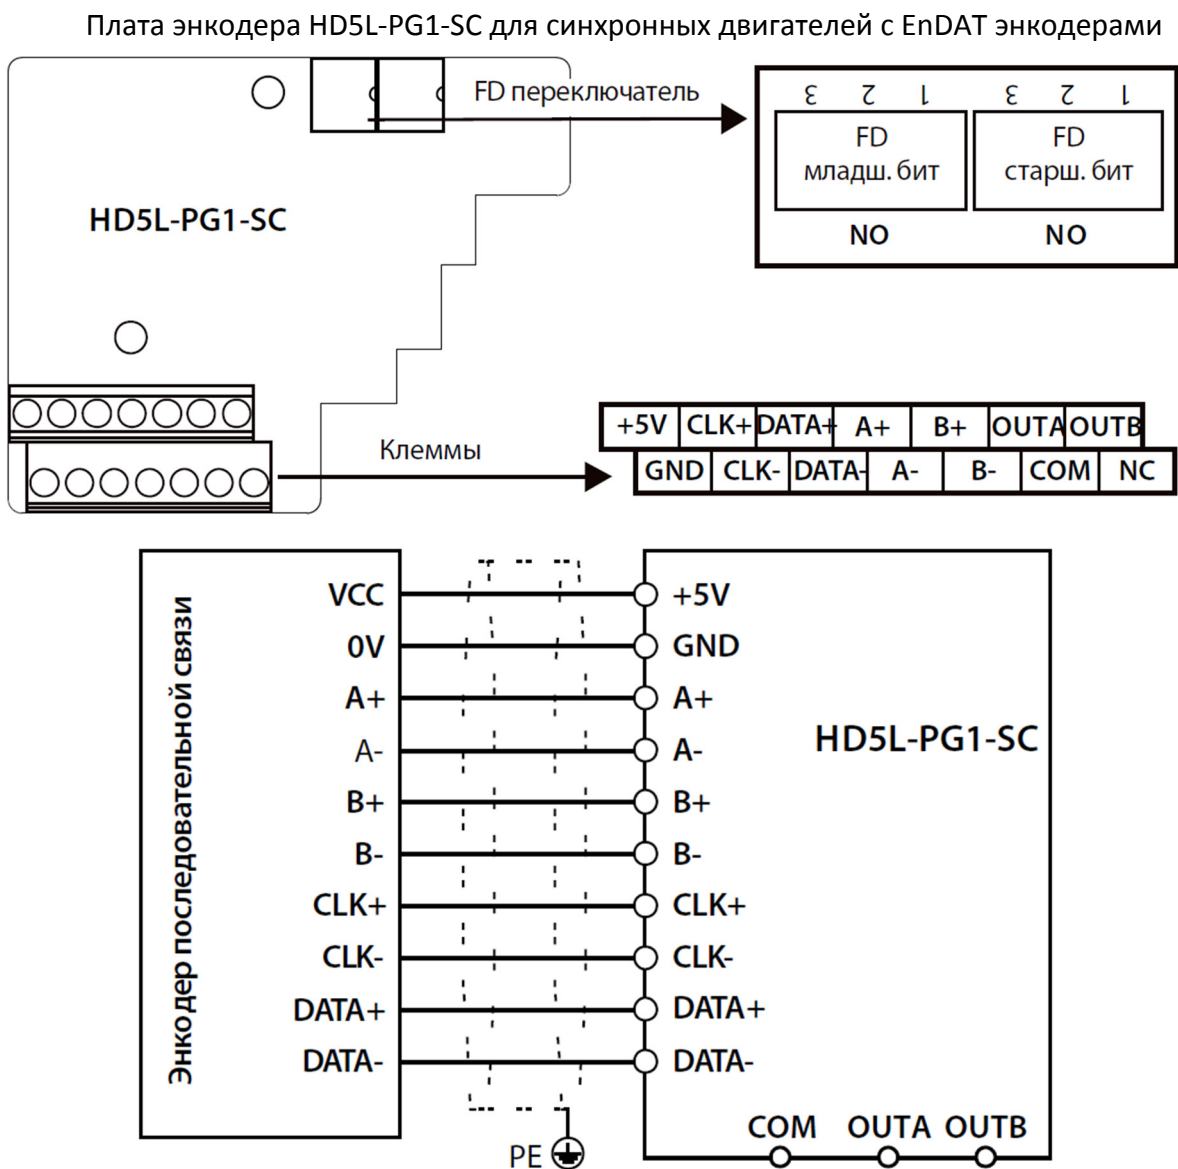 Плата энкодера HD5L-PG1-SC для синхронных двигателей с EnDAT энкодерами
FD переключатель
3 2 1 3 2 1
FD младш. бит
FD старш. бит
NO NO
HD5L-PG1-SC
Клеммы
+5V CLK+ DATA+ A+ B+ OUTA OUTB
GND CLK- DATA- A- B- COM NC
Энкодер последовательной связи
VCC +5V
0V GND
A+ A+
A- A-
B+ B+
B- B-
CLK+ CLK+
CLK- CLK-
DATA+ DATA+
DATA- DATA-
HD5L-PG1-SC
COM OUTA OUTB
PE